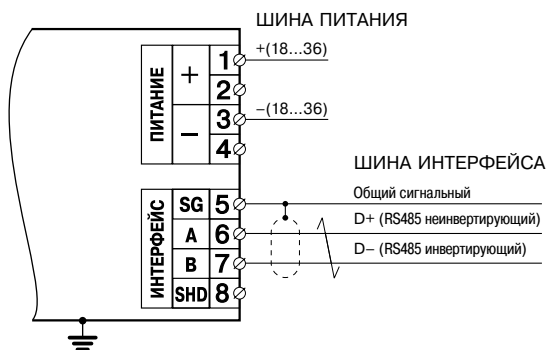 ШИНА ПИТАНИЯ
ПИТАНИЕ
+
1
+(18...36)
2
–
3
–(18...36)
4
ШИНА ИНТЕРФЕЙСА
ИНТЕРФЕЙС
SG 5
Общий сигнальный
A 6
D+ (RS485 неинвертирующий)
B 7
D– (RS485 инвертирующий)
SHD 8